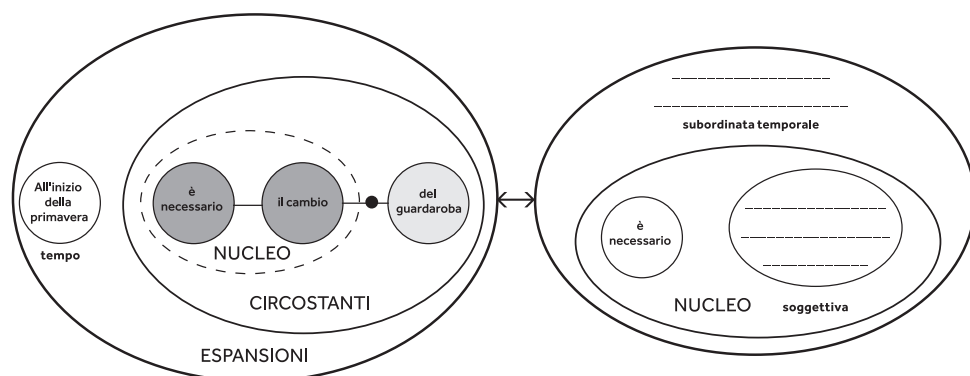 All'inizio
della
primavera
tempo
è
necessario
il cambio
del
guardaroba
NUCLEO
CIRCOSTANTI
ESPANSIONI
subordinata temporale
è
necessario
NUCLEO
soggettiva